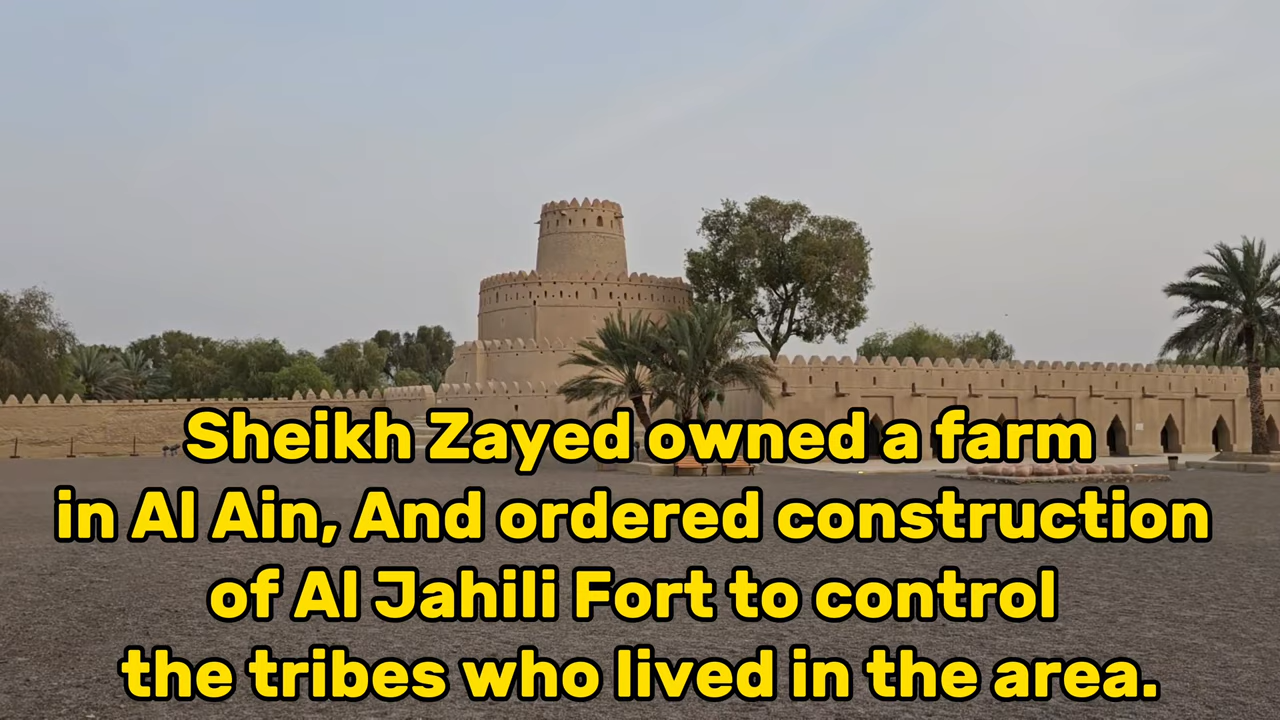 Sheikh Zayed owned a farm
in Al Ain, And ordered construction
of Al Jahili Fort to control
the tribes who lived in the area.